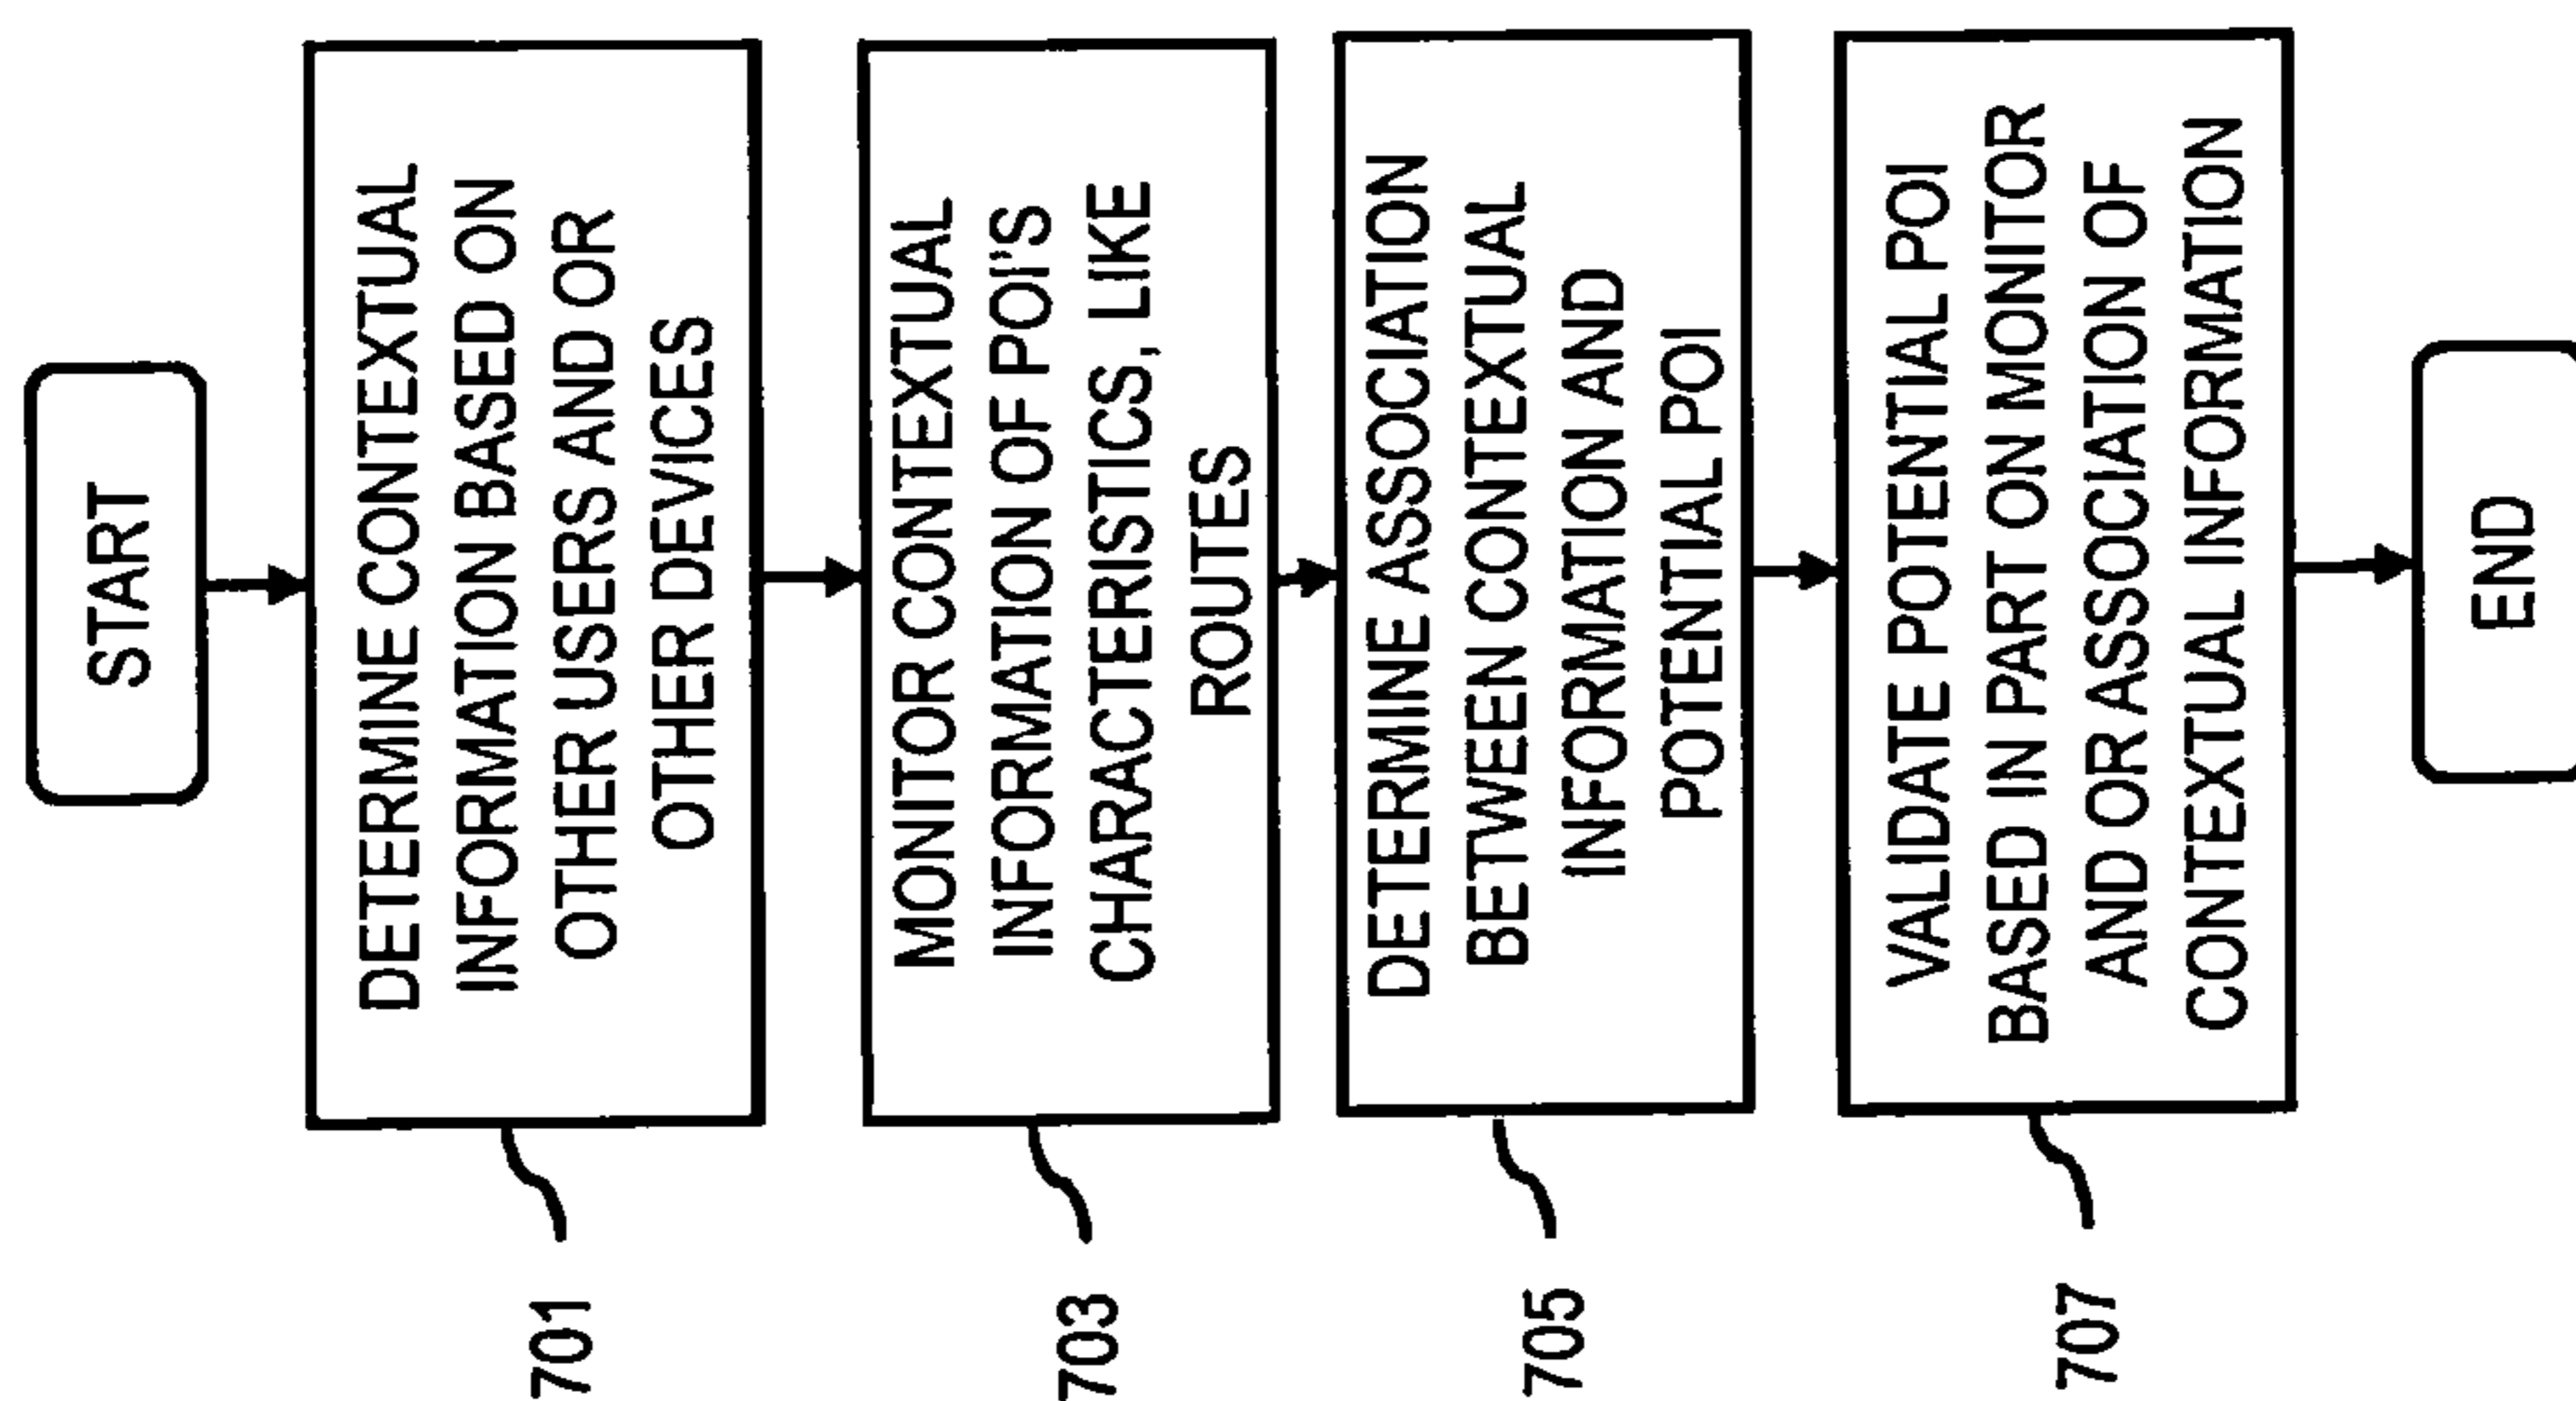 START
DETERMINE CONTEXTUAL
INFORMATION BASED ON
OTHER USERS AND OR
OTHER DEVICES
701
MONITOR CONTEXTUAL
INFORMATION OF POI'S
CHARACTERISTICS, LIKE
ROUTES
703
DETERMINE ASSOCIATION
BETWEEN CONTEXTUAL
INFORMATION AND
POTENTIAL POI
705
VALIDATE POTENTIAL POI
BASED IN PART ON MONITOR
AND OR ASSOCIATION OF
CONTEXTUAL INFORMATION
707
END